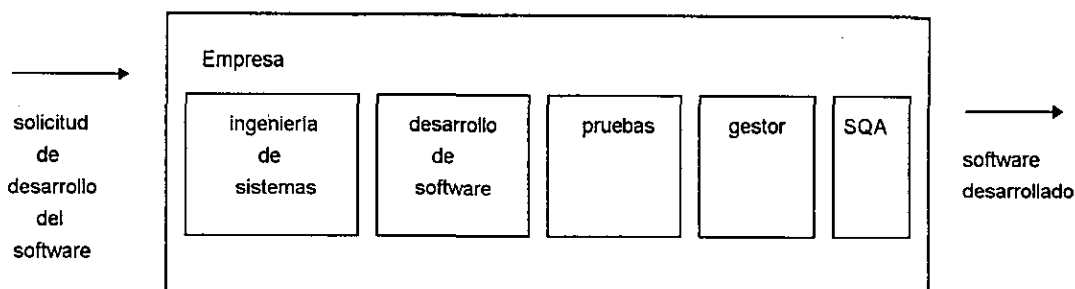 Empresa
solicitud
de
desarrollo
del
software
ingeniería
de
sistemas
desarrollo
de
software
pruebas
gestor
SQA
software
desarrollado